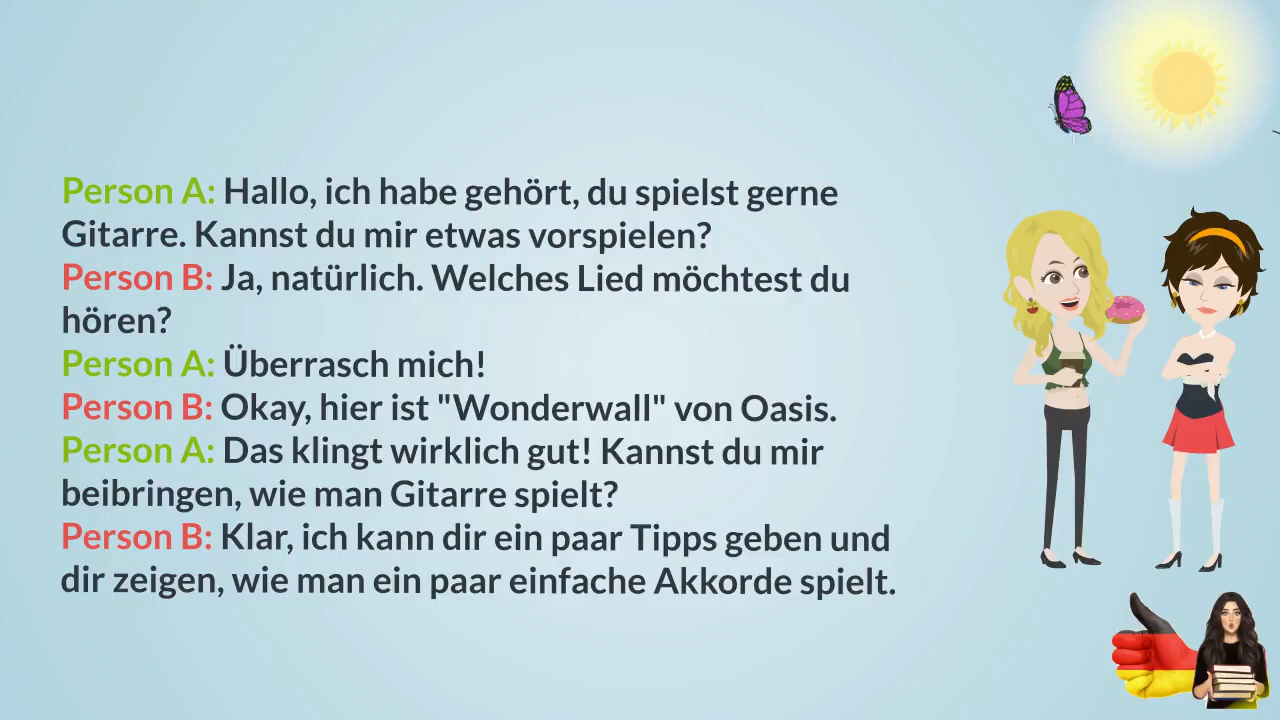 Person A: Hallo, ich habe gehört, du spielst gerne
Gitarre. Kannst du mir etwas vorspielen?
Person B: Ja, natürlich. Welches Lied möchtest du
hören?
Person A: Überrasch mich!
Person B: Okay, hier ist "Wonderwall" von Oasis.
Person A: Das klingt wirklich gut! Kannst du mir
beibringen, wie man Gitarre spielt?
Person B: Klar, ich kann dir ein paar Tipps geben und
dir zeigen, wie man ein paar einfache Akkorde spielt.